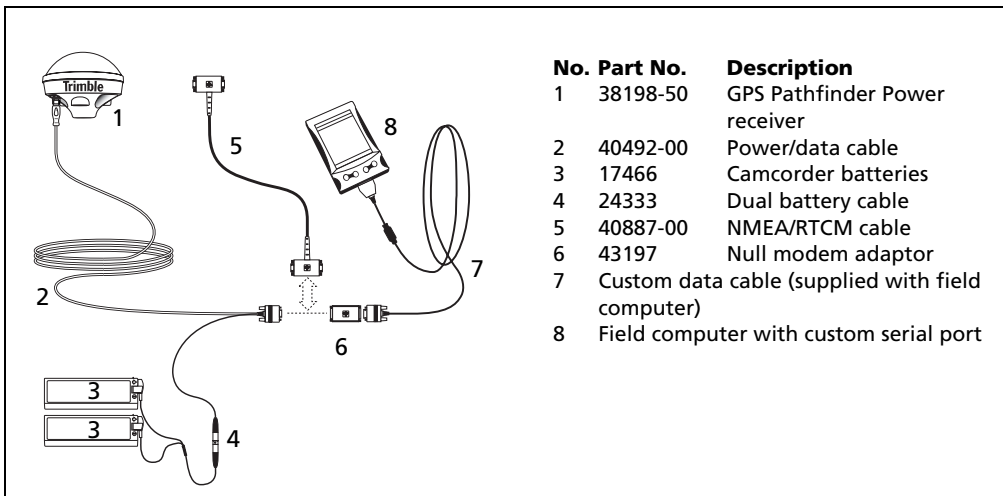 Trimble
1
2
3
3
4
5
6
7
8
No. Part No. Description
1 38198-50 GPS Pathfinder Power
receiver
2 40492-00 Power/data cable
3 17466 Camcorder batteries
4 24333 Dual battery cable
5 40887-00 NMEA/RTCM cable
6 43197 Null modem adaptor
7 Custom data cable (supplied with field
computer)
8 Field computer with custom serial port